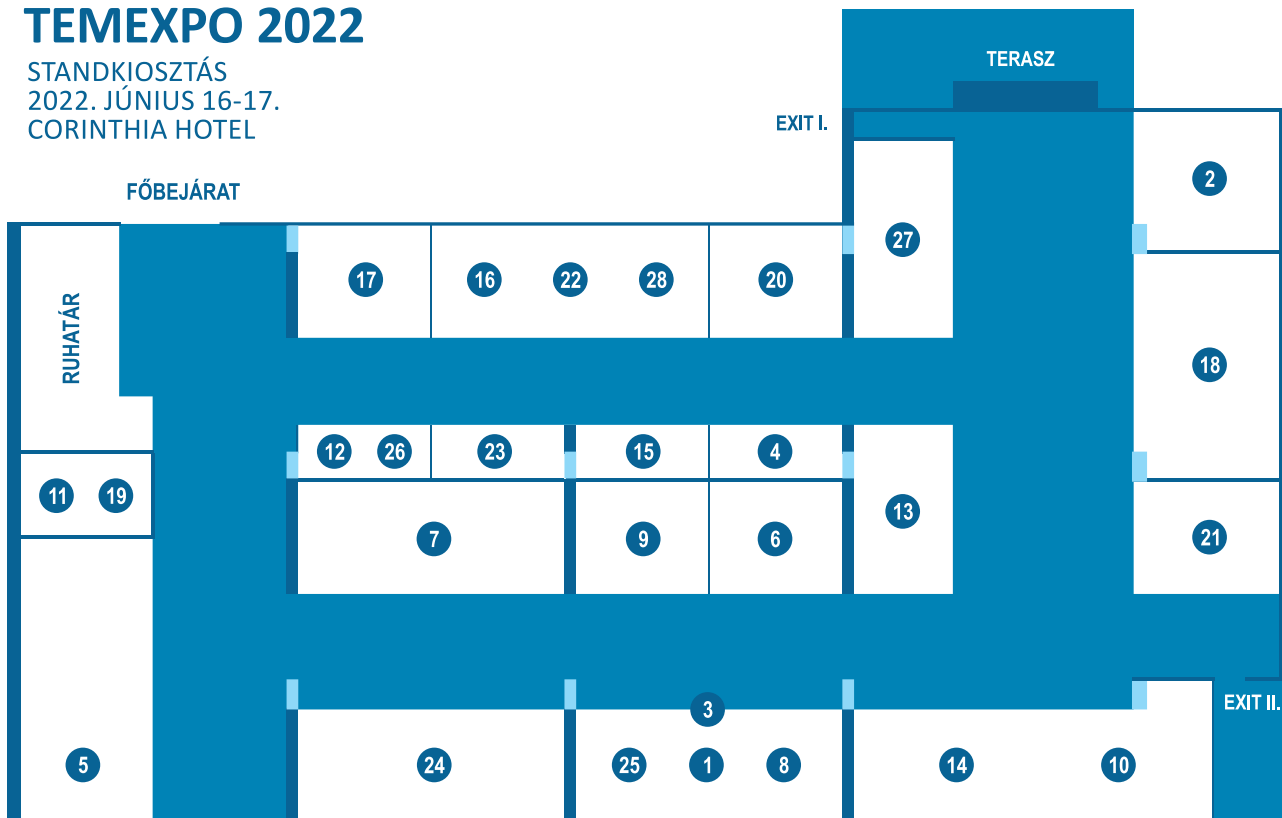 TEMEXPO 2022
STANDKIOSZTÁS
2022. JÚNIUS 16-17.
CORINTHIA HOTEL
TERASZ
EXIT I.
FŐBEJÁRAT
2
27
17 16 22 28 20
RUHATÁR
18
12 26 23 15 4
11 19
13
7 9 6
21
EXIT II.
3
5 24 25 1 8 14 10